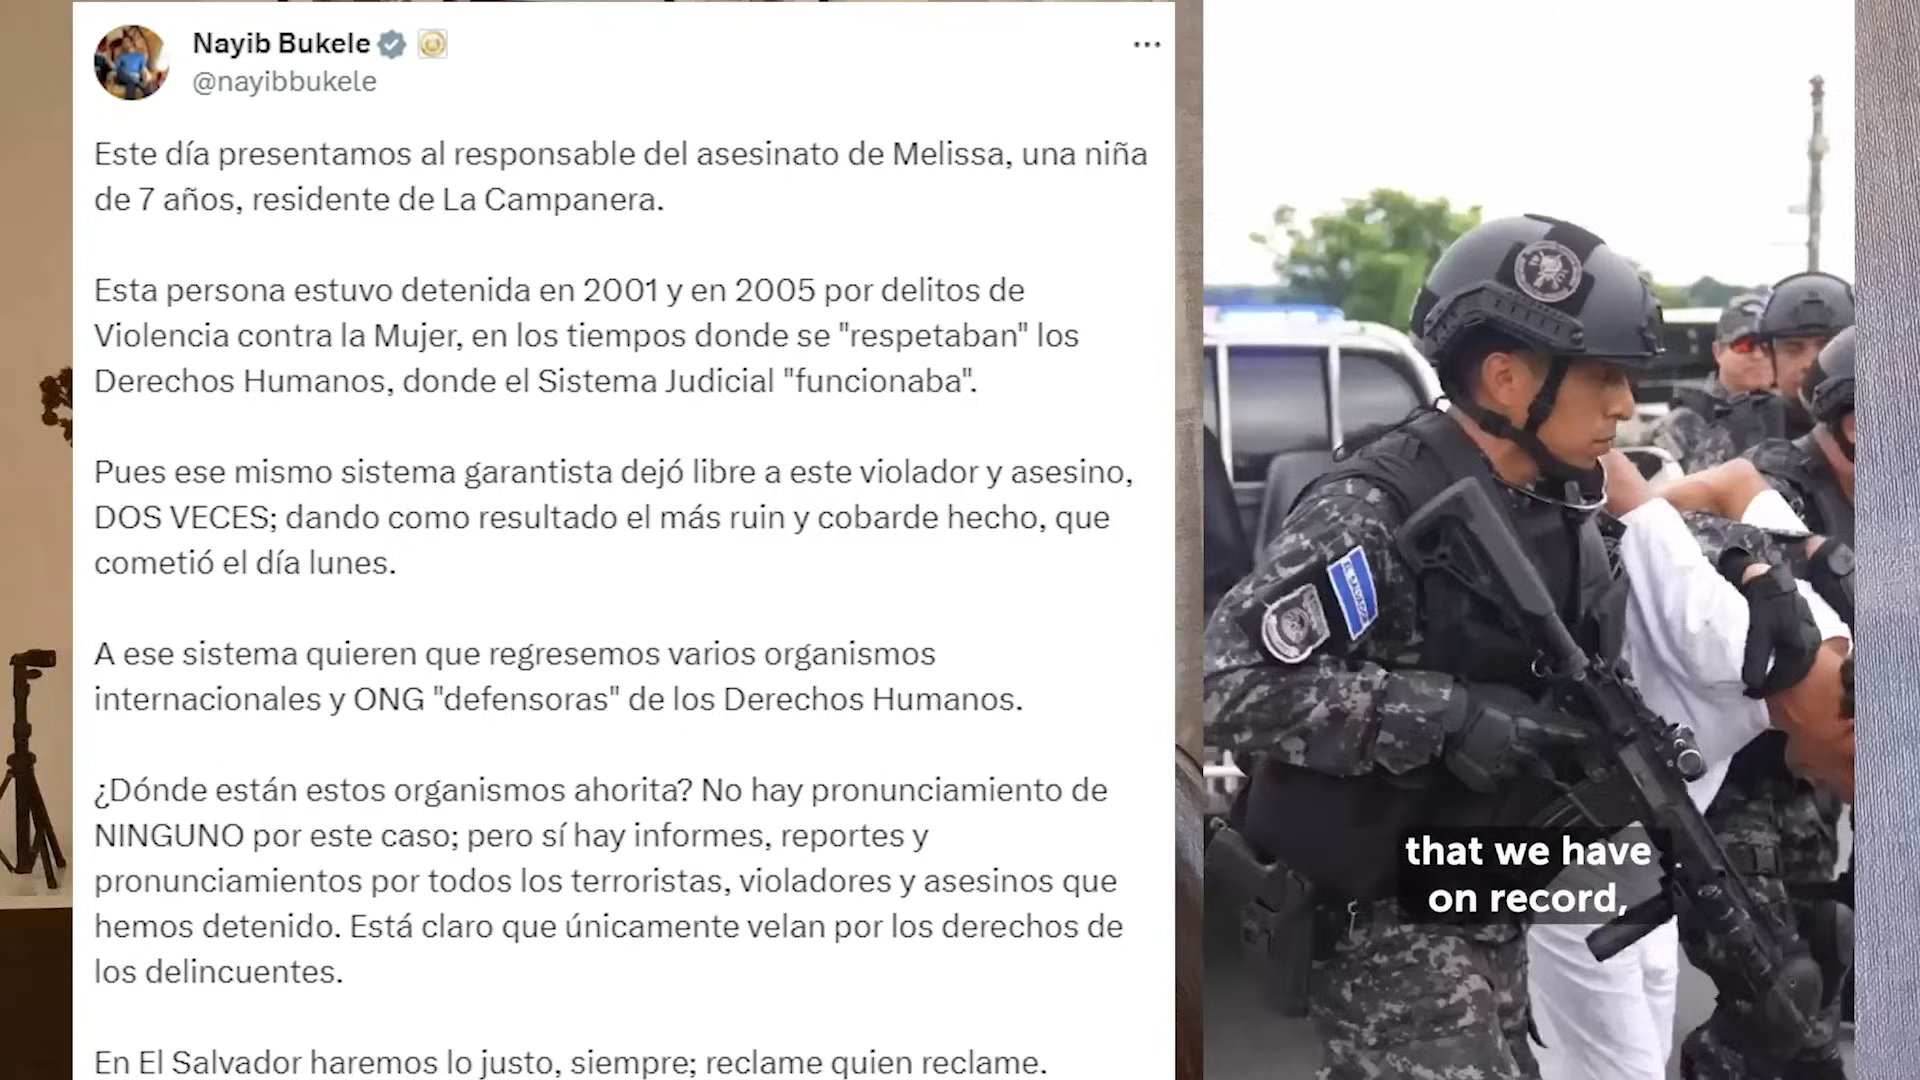 Nayib Bukele
@nayibbukele
Este día presentamos al responsable del asesinato de Melissa, una niña
de 7 años, residente de La Campanera.
Esta persona estuvo detenida en 2001 y en 2005 por delitos de
Violencia contra la Mujer, en los tiempos donde se "respetaban" los
Derechos Humanos, donde el Sistema Judicial "funcionaba".
Pues ese mismo sistema garantista dejó libre a este violador y asesino,
DOS VECES; dando como resultado el más ruin y cobarde hecho, que
cometió el día lunes.
A ese sistema quieren que regresemos varios organismos
internacionales y ONG "defensoras" de los Derechos Humanos.
¿Dónde están estos organismos ahorita? No hay pronunciamiento de
NINGUNO por este caso; pero sí hay informes, reportes y
pronunciamientos por todos los terroristas, violadores y asesinos que
hemos detenido. Está claro que únicamente velan por los derechos de
los delincuentes.
En El Salvador haremos lo justo, siempre; reclame quien reclame.
EL SALVADOR
that we have
on record,